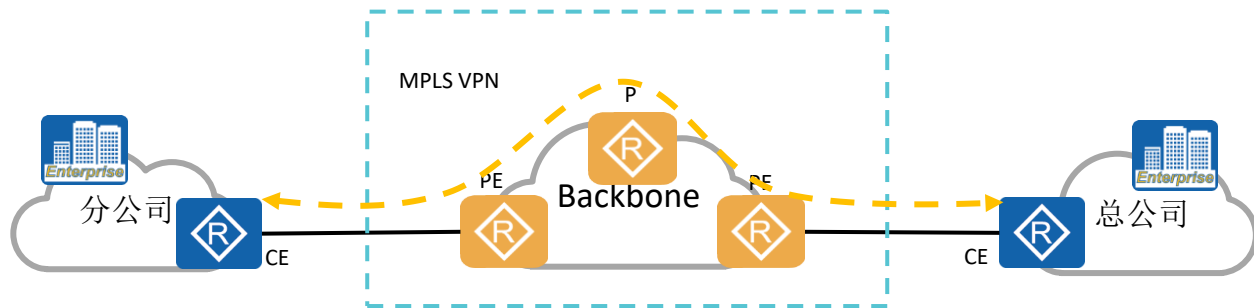 MPLS VPN
P
R
Enterprise
分公司
R
CE
PE
R
Backbone
PE
R
R
CE
Enterprise
总公司